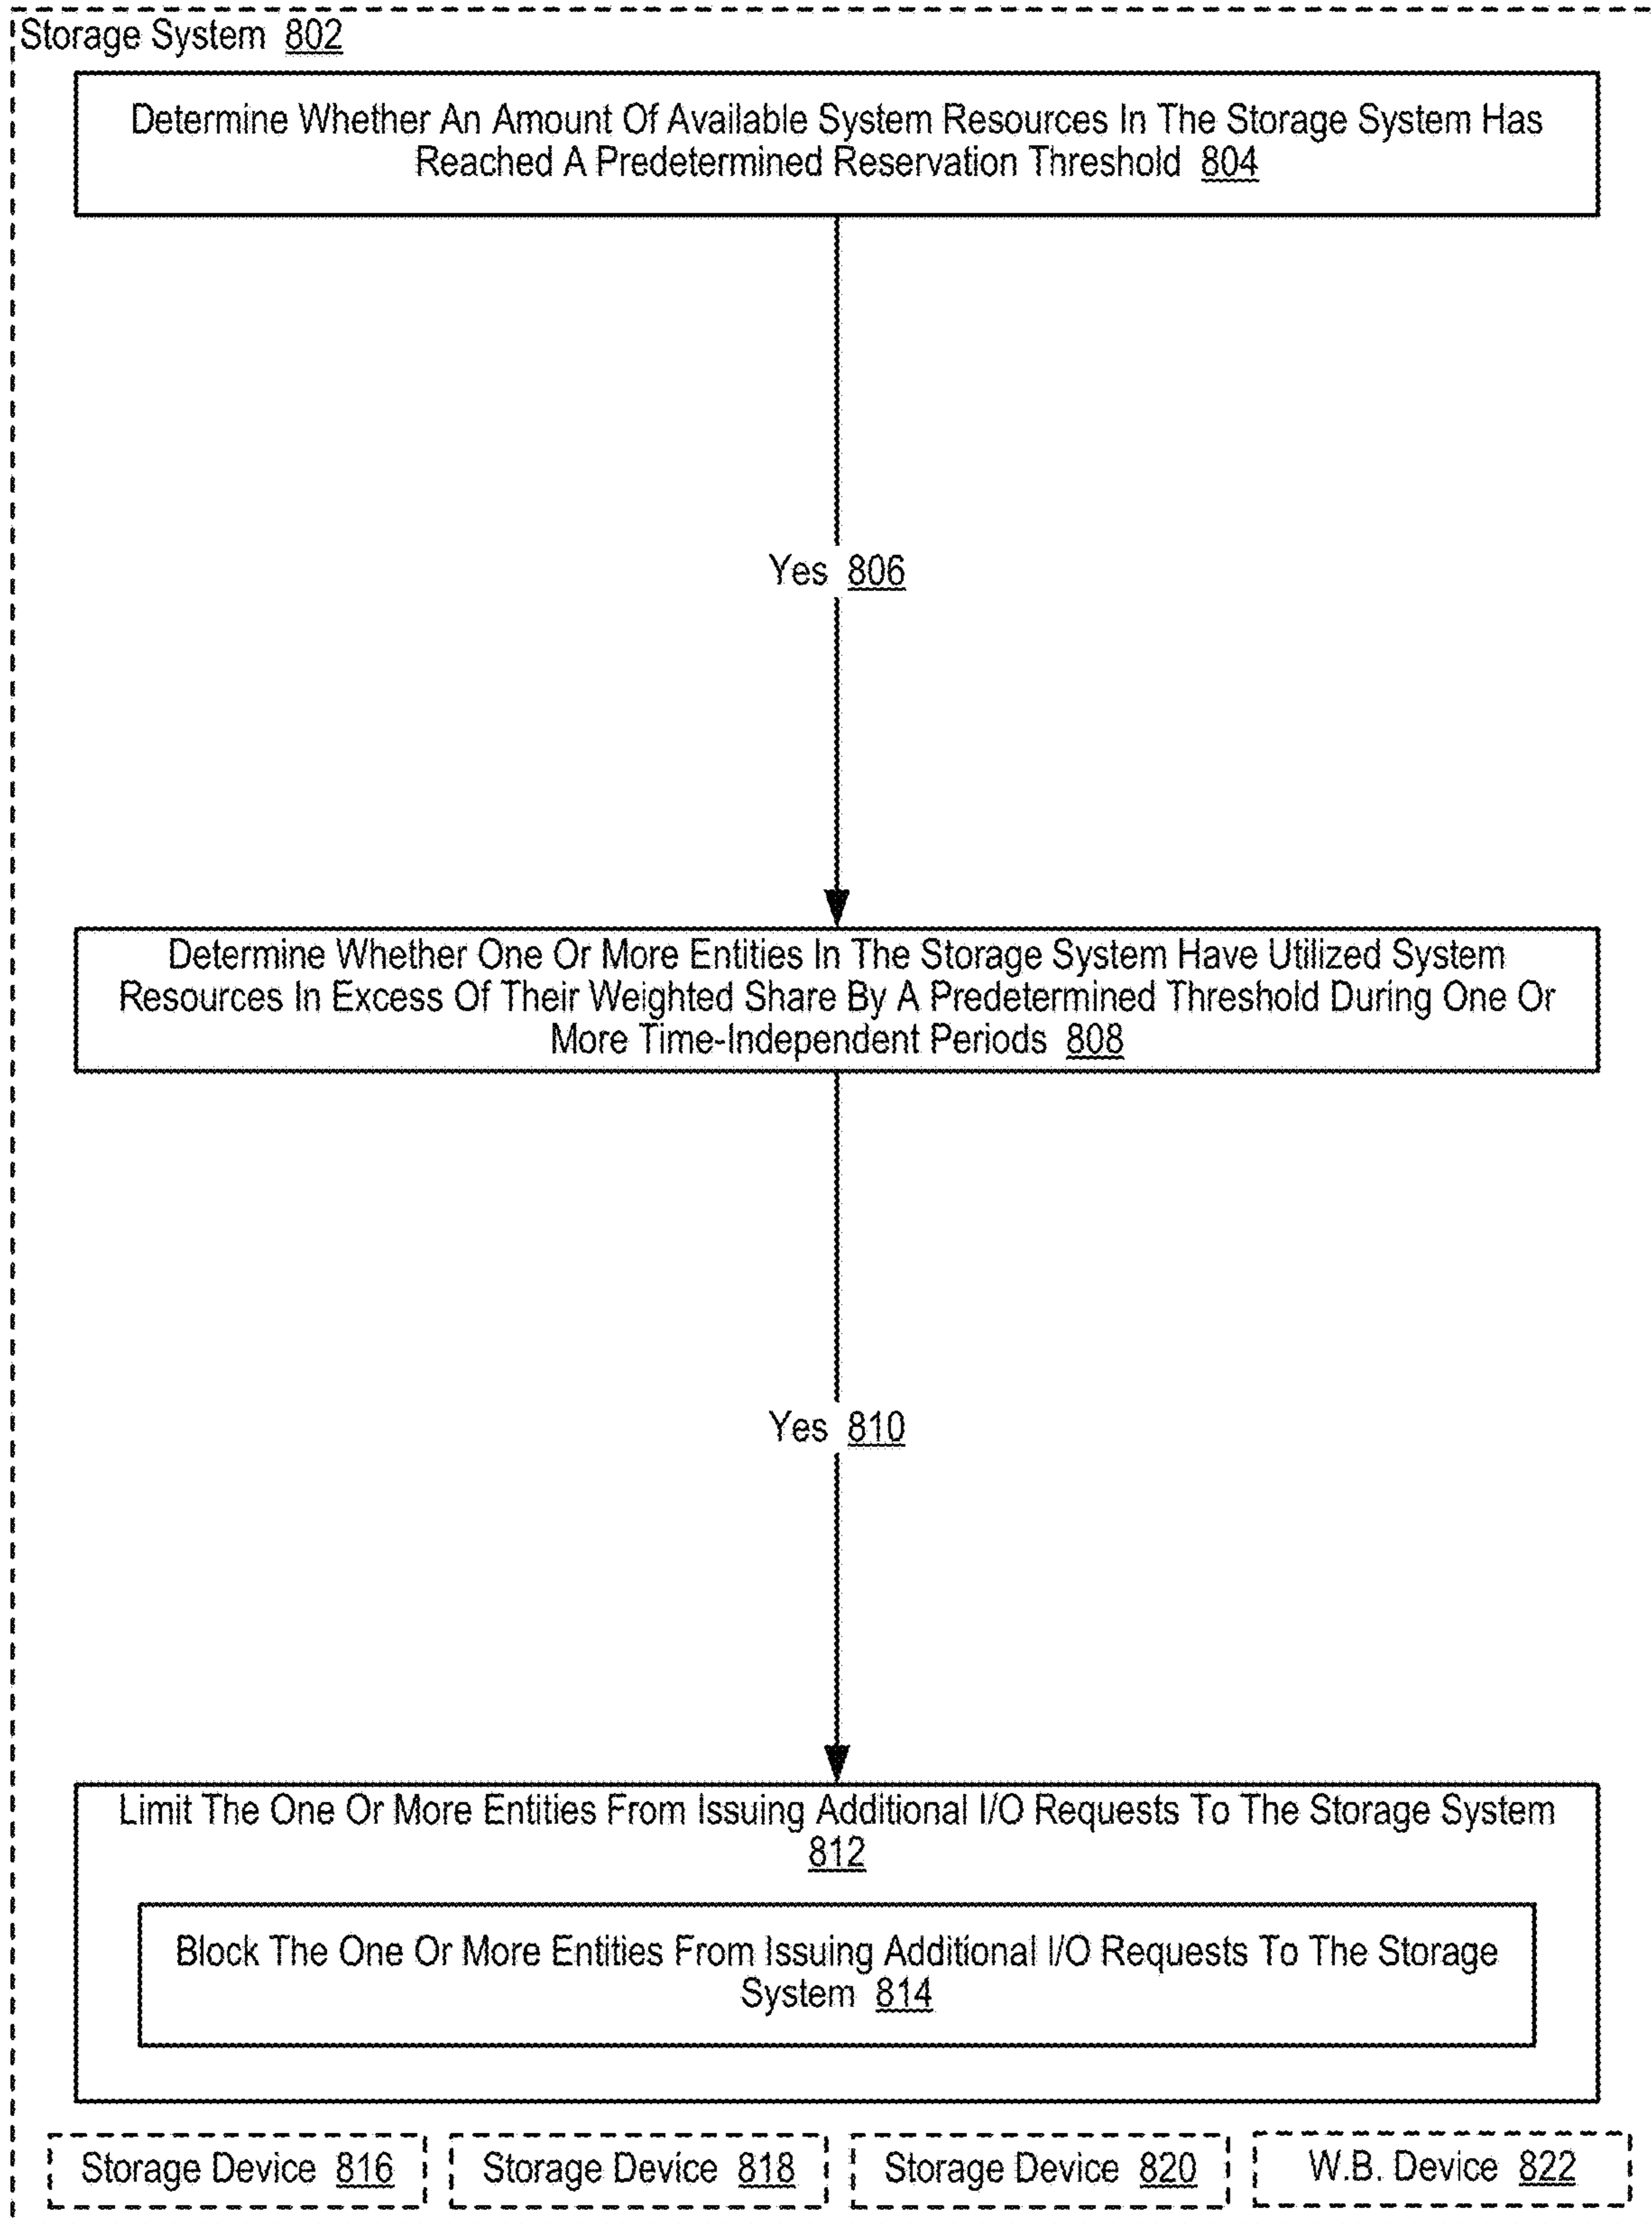 Storage System 802
Determine Whether An Amount Of Available System Resources In The Storage System Has
Reached A Predetermined Reservation Threshold 804
Yes 806
Determine Whether One Or More Entities In The Storage System Have Utilized System
Resources In Excess Of Their Weighted Share By A Predetermined Threshold During One Or
More Time-Independent Periods 808
Yes 810
Limit The One Or More Entities From Issuing Additional I/O Requests To The Storage System
812
Block The One Or More Entities From Issuing Additional I/O Requests To The Storage
System 814
Storage Device 816
Storage Device 818
Storage Device 820
W.B. Device 822